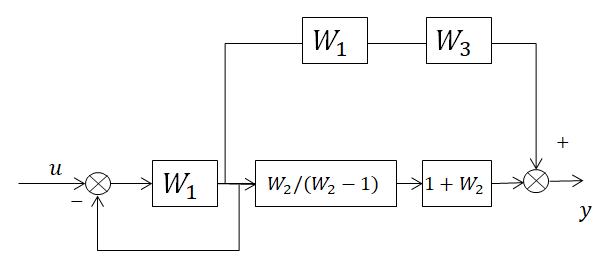 W₁ W₃
+
u
−
W₁ W₂/(W₂ − 1) 1 + W₂
y